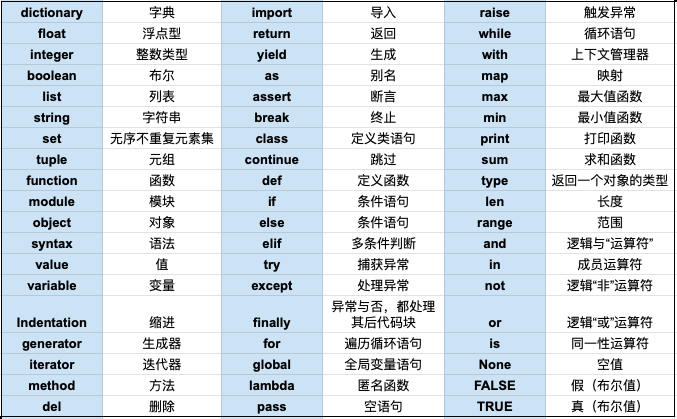 dictionary 字典 import 导入 raise 触发异常
float 浮点型 return 返回 while 循环语句
integer 整数类型 yield 生成 with 上下文管理器
boolean 布尔 as 别名 map 映射
list 列表 assert 断言 max 最大值函数
string 字符串 break 终止 min 最小值函数
set 无序不重复元素集 class 定义类语句 print 打印函数
tuple 元组 continue 跳过 sum 求和函数
function 函数 def 定义函数 type 返回一个对象的类型
module 模块 if 条件语句 len 长度
object 对象 else 条件语句 range 范围
syntax 语法 elif 多条件判断 and 逻辑与“运算符”
value 值 try 捕获异常 in 成员运算符
variable 变量 except 处理异常 not 逻辑“非”运算符
异常与否，都处理
Indentation 缩进 finally 其后代码块 or 逻辑“或”运算符
generator 生成器 for 遍历循环语句 is 同一性运算符
iterator 迭代器 global 全局变量语句 None 空值
method 方法 lambda 匿名函数 FALSE 假（布尔值）
del 删除 pass 空语句 TRUE 真（布尔值）